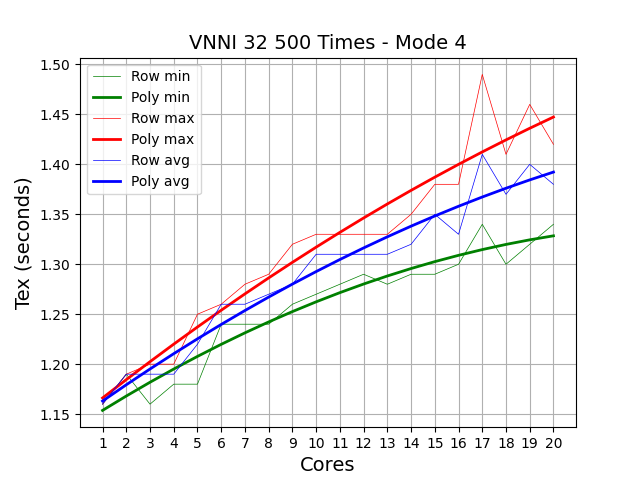 VNNI 32 500 Times - Mode 4
Tex (seconds)
1.50
1.45
1.40
1.35
1.30
1.25
1.20
1.15
Row min
Poly min
Row max
Poly max
Row avg
Poly avg
1 2 3 4 5 6 7 8 9 10 11 12 13 14 15 16 17 18 19 20
Cores